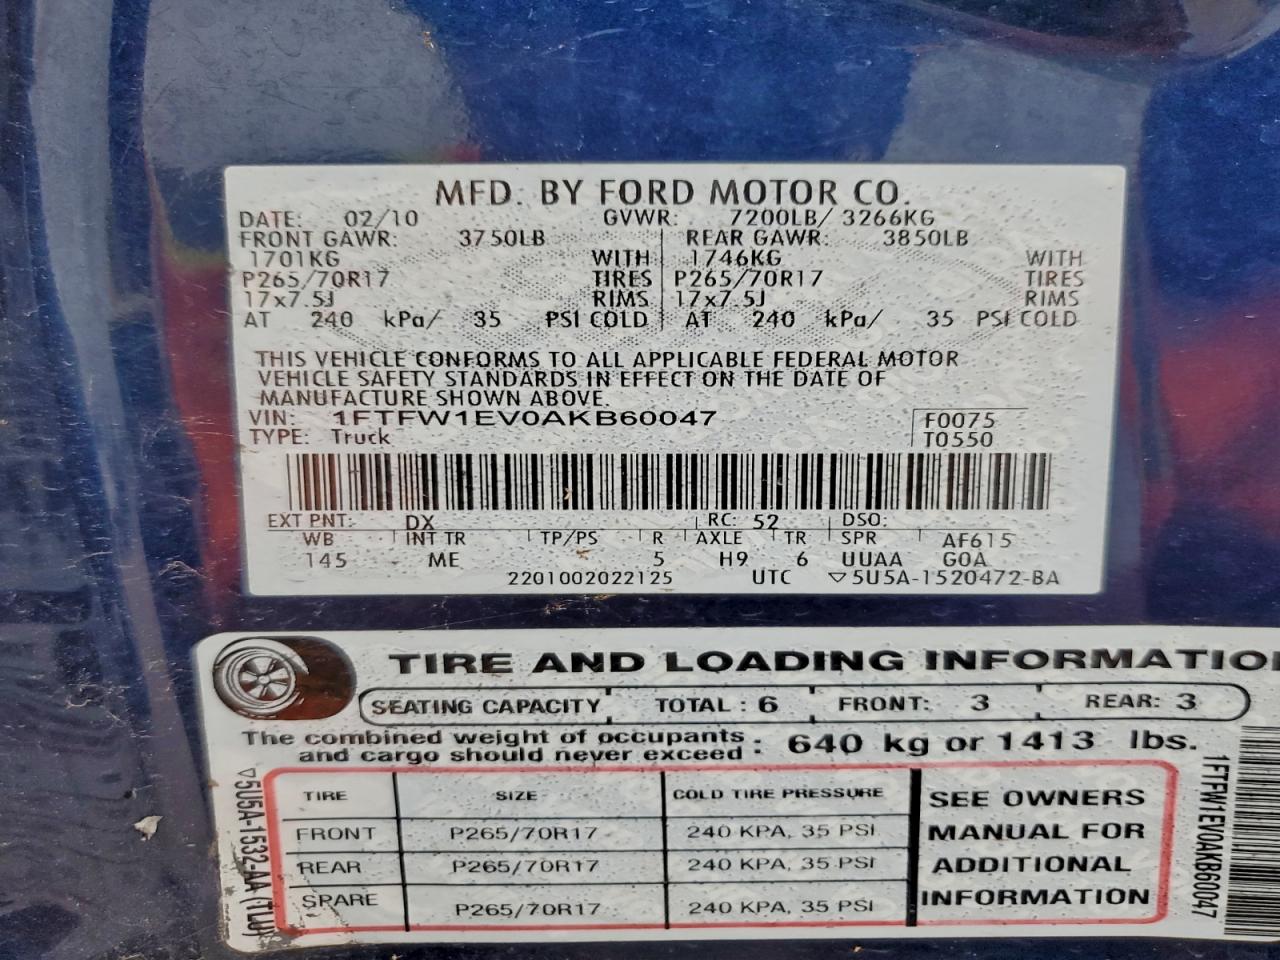 MFD. BY FORD MOTOR CO.
DATE: 02/10 GVWR: 7200LB/ 3266KG
FRONT GAWR: 3750LB REAR GAWR: 3850LB
1701KG WITH 1746KG WITH
P265/70R17 TIRES P265/70R17 TIRES
17x7.5J RIMS 17x7.5J RIMS
AT 240 kPa/ 35 PSI COLD AT 240 kPa/ 35 PSI COLD
THIS VEHICLE CONFORMS TO ALL APPLICABLE FEDERAL MOTOR
VEHICLE SAFETY STANDARDS IN EFFECT ON THE DATE OF
MANUFACTURE SHOWN ABOVE.
VIN: 1FTFW1EV0AKB60047 F0075
TYPE: Truck T0550
EXT PNT: DX RC: 52 DSO:
WB INT TR TP/PS R AXLE TR SPR AF615
145 ME 5 H9 6 UUAA G0A
2201002022125 UTC ▽5U5A-1520472-BA
TIRE AND LOADING INFORMATIO
SEATING CAPACITY TOTAL : 6 FRONT: 3 REAR: 3
The combined weight of occupants
and cargo should never exceed : 640 kg or 1413 lbs.
TIRE SIZE COLD TIRE PRESSURE SEE OWNERS
FRONT P265/70R17 240 KPA, 35 PSI MANUAL FOR
REAR P265/70R17 240 KPA, 35 PSI ADDITIONAL
SPARE P265/70R17 240 KPA, 35 PSI INFORMATION
▽5U5A-1532-AA
1FTFW1EV0AKB60047